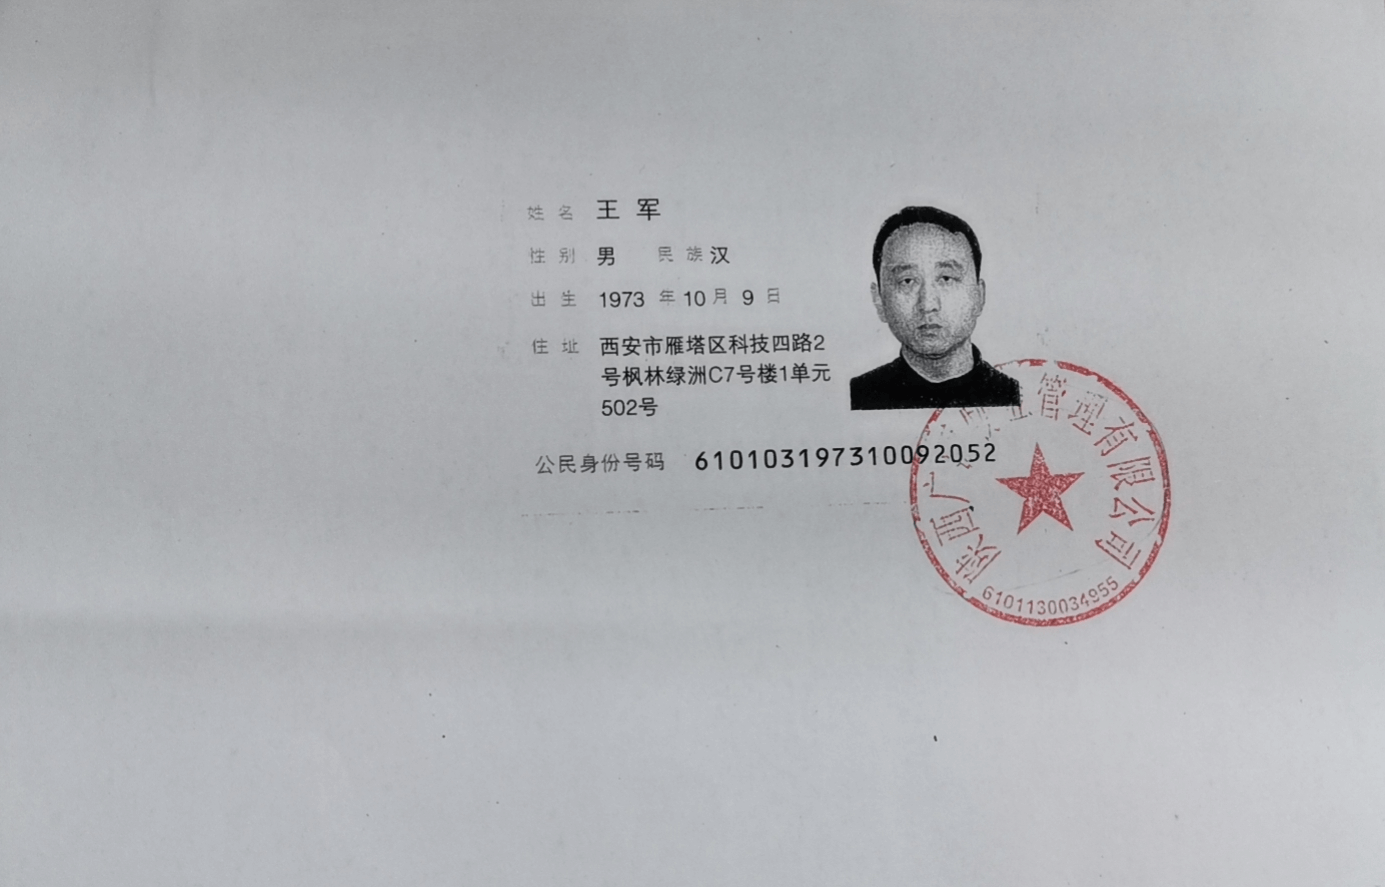 姓名 王军
性别 男 民族 汉
出生 1973 年 10 月 9 日
住址 西安市雁塔区科技四路2
号枫林绿洲C7号楼1单元
502号
公民身份号码 610103197310092052
陕西广 管理有限公司
6101130034955